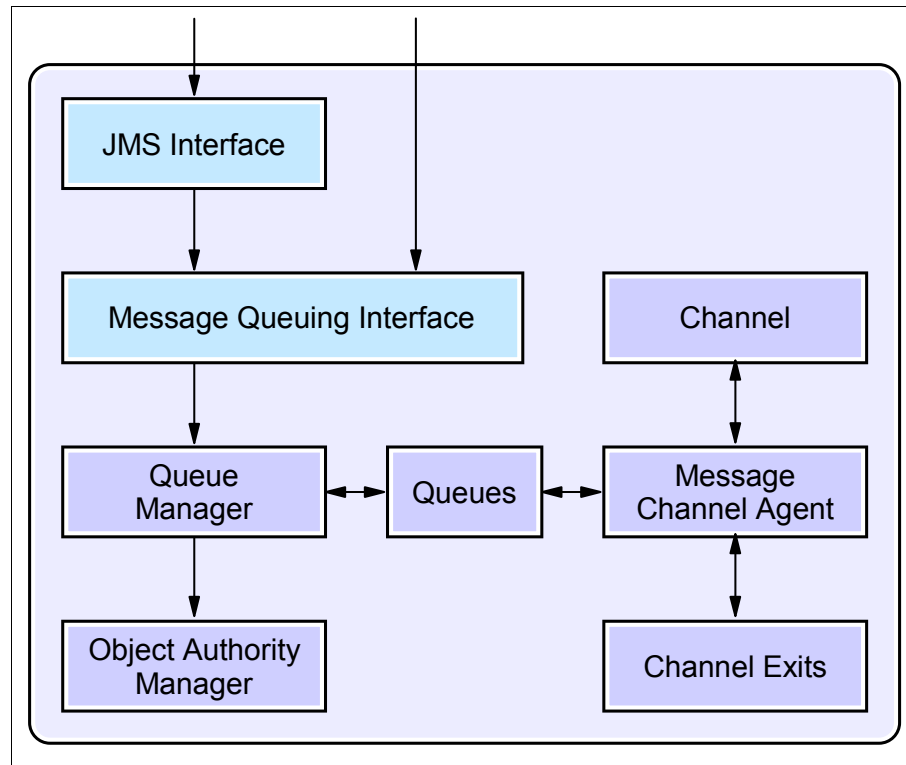 JMS Interface
Message Queuing Interface
Channel
Queue
Manager
Queues
Message
Channel Agent
Object Authority
Manager
Channel Exits